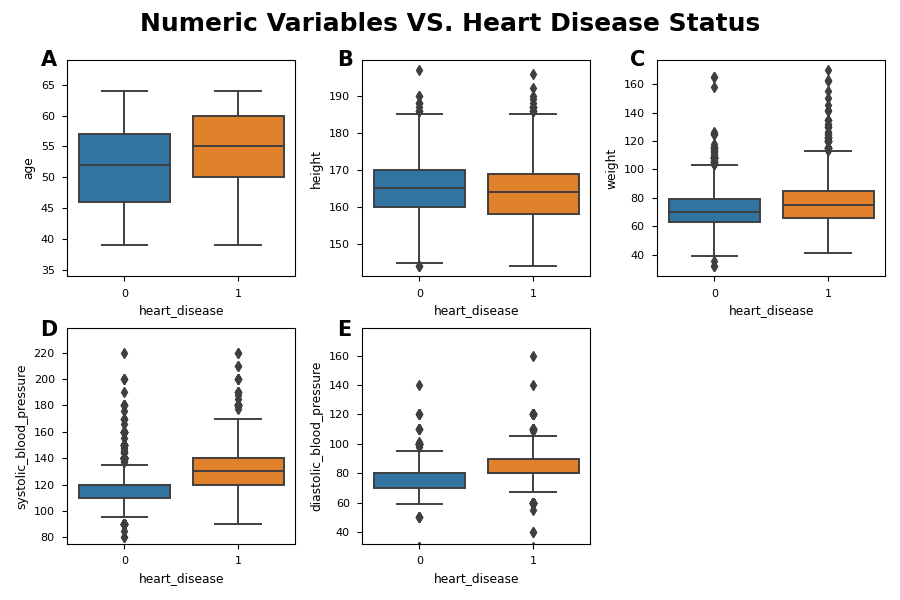 Numeric Variables VS. Heart Disease Status
A
65
60
55
50
45
40
35
age
0
1
heart_disease
B
190
180
170
160
150
height
0
1
heart_disease
C
160
140
120
100
80
60
40
weight
0
1
heart_disease
D
220
200
180
160
140
120
100
80
systolic_blood_pressure
0
1
heart_disease
E
160
140
120
100
80
60
40
diastolic_blood_pressure
0
1
heart_disease